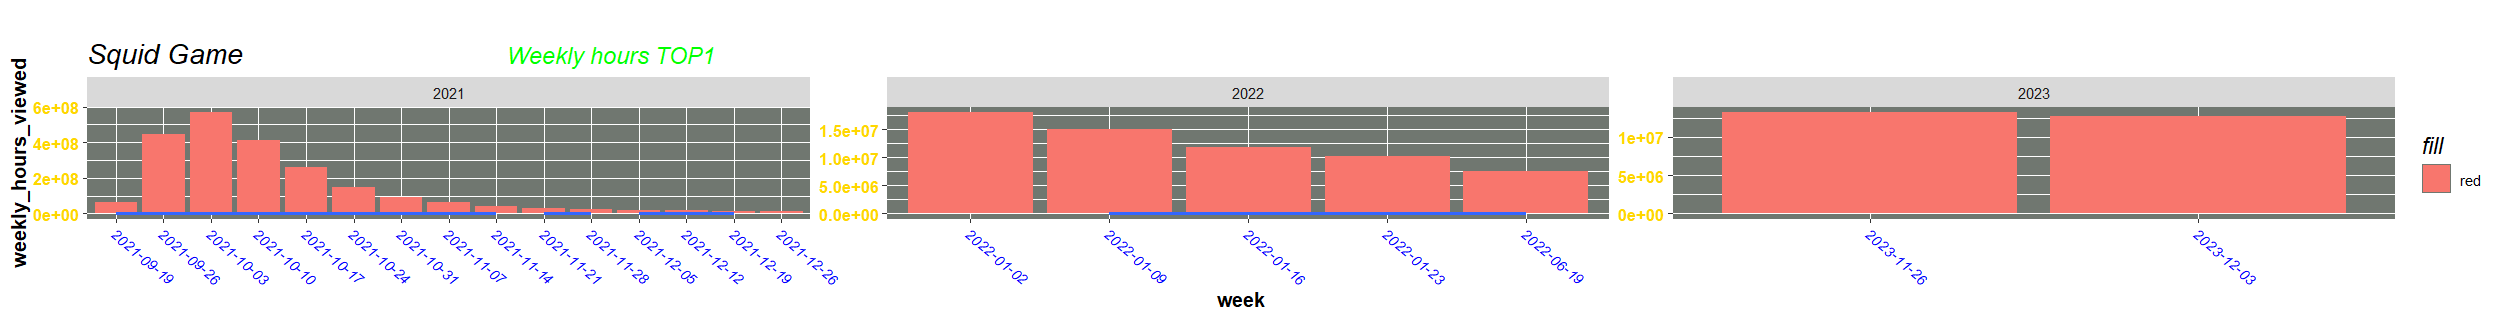 Squid Game
Weekly hours TOP1
weekly_hours_viewed
2021
6e+08
4e+08
2e+08
0e+00
2021-09-19
2021-09-26
2021-10-03
2021-10-10
2021-10-17
2021-10-24
2021-10-31
2021-11-07
2021-11-14
2021-11-21
2021-11-28
2021-12-05
2021-12-12
2021-12-19
2021-12-26
2022
1.5e+07
1.0e+07
5.0e+06
0.0e+00
2022-01-02
2022-01-09
2022-01-16
2022-01-23
2022-06-19
2023
1e+07
5e+06
0e+00
2023-11-26
2023-12-03
week
fill
red